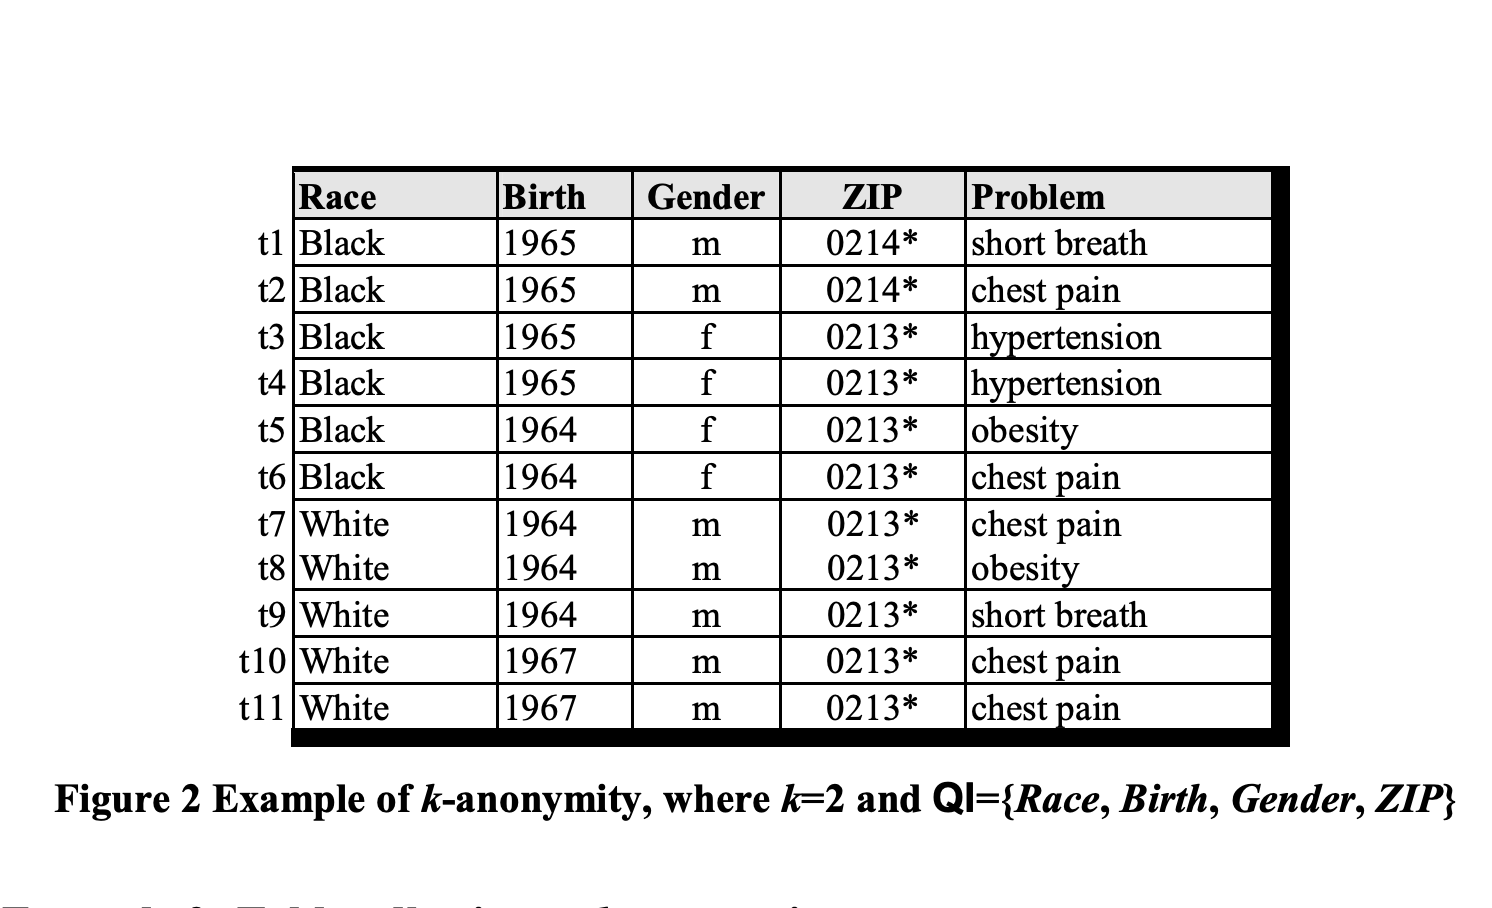 Race Birth Gender ZIP Problem
t1 Black 1965 m 0214* short breath
t2 Black 1965 m 0214* chest pain
t3 Black 1965 f 0213* hypertension
t4 Black 1965 f 0213* hypertension
t5 Black 1964 f 0213* obesity
t6 Black 1964 f 0213* chest pain
t7 White 1964 m 0213* chest pain
t8 White 1964 m 0213* obesity
t9 White 1964 m 0213* short breath
t10 White 1967 m 0213* chest pain
t11 White 1967 m 0213* chest pain
Figure 2 Example of k-anonymity, where k=2 and QI={Race, Birth, Gender, ZIP}